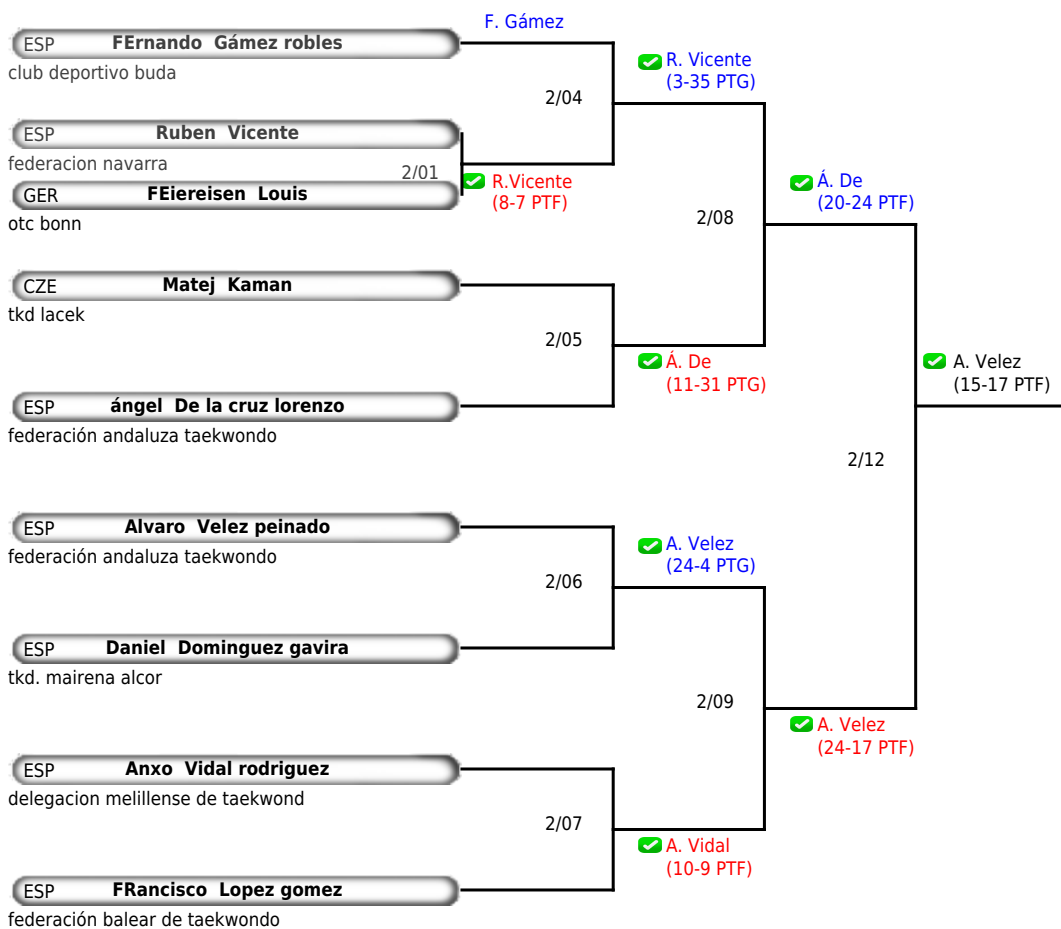 F. Gámez
ESP FErnando Gámez robles
club deportivo buda
R. Vicente
(3-35 PTG)
2/04
ESP Ruben Vicente
federacion navarra
2/01
R.Vicente
(8-7 PTF)
GER FEiereisen Louis
otc bonn
Á. De
(20-24 PTF)
2/08
CZE Matej Kaman
tkd lacek
2/05
Á. De
(11-31 PTG)
A. Velez
(15-17 PTF)
ESP ángel De la cruz lorenzo
federación andaluza taekwondo
2/12
ESP Alvaro Velez peinado
federación andaluza taekwondo
A. Velez
(24-4 PTG)
2/06
ESP Daniel Dominguez gavira
tkd. mairena alcor
2/09
A. Velez
(24-17 PTF)
ESP Anxo Vidal rodriguez
delegacion melillense de taekwond
2/07
A. Vidal
(10-9 PTF)
ESP FRancisco Lopez gomez
federación balear de taekwondo